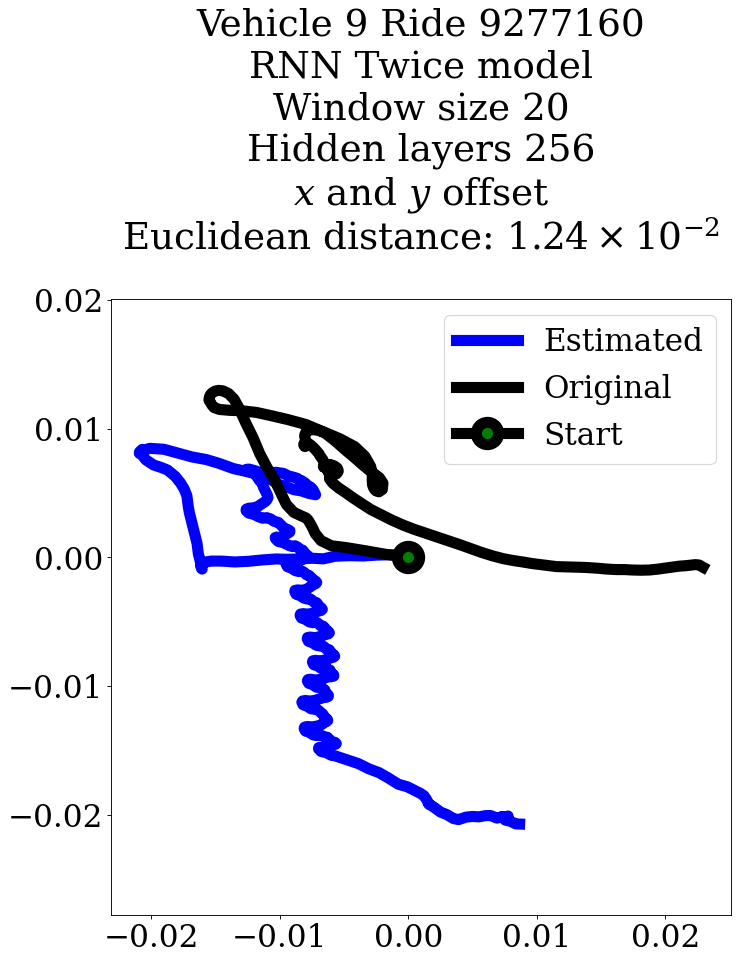 Vehicle 9 Ride 9277160
RNN Twice model
Window size 20
Hidden layers 256
x and y offset
Euclidean distance: 1.24 × 10⁻²
Estimated
Original
Start
0.02
0.01
0.00
−0.01
−0.02
−0.02 −0.01 0.00 0.01 0.02